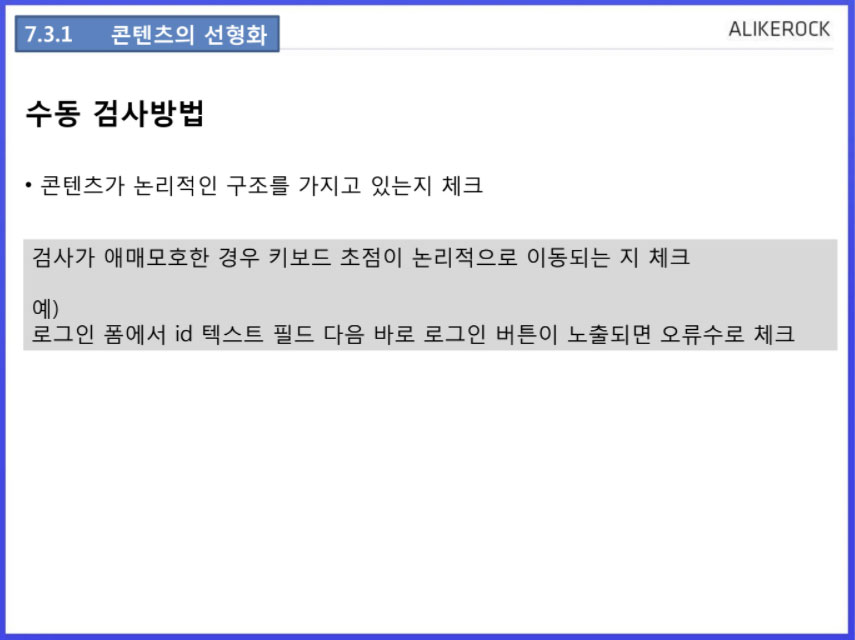 7.3.1 콘텐츠의 선형화
ALIKEROCK
수동 검사방법
• 콘텐츠가 논리적인 구조를 가지고 있는지 체크
검사가 애매모호한 경우 키보드 초점이 논리적으로 이동되는 지 체크
예)
로그인 폼에서 id 텍스트 필드 다음 바로 로그인 버튼이 노출되면 오류수로 체크